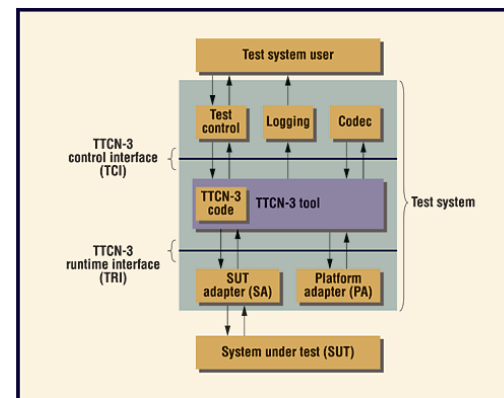 Test system user
Test
control
Logging
Codec
TTCN-3
control interface
(TCI)
TTCN-3
code
TTCN-3 tool
Test system
TTCN-3
runtime interface
(TRI)
SUT
adapter (SA)
Platform
adapter (PA)
System under test (SUT)